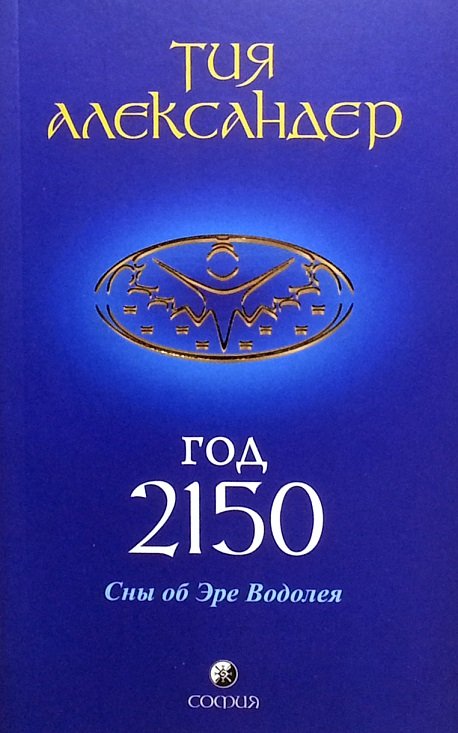 Тия
Александер
год
2150
Сны об Эре Водолея
СОФИЯ